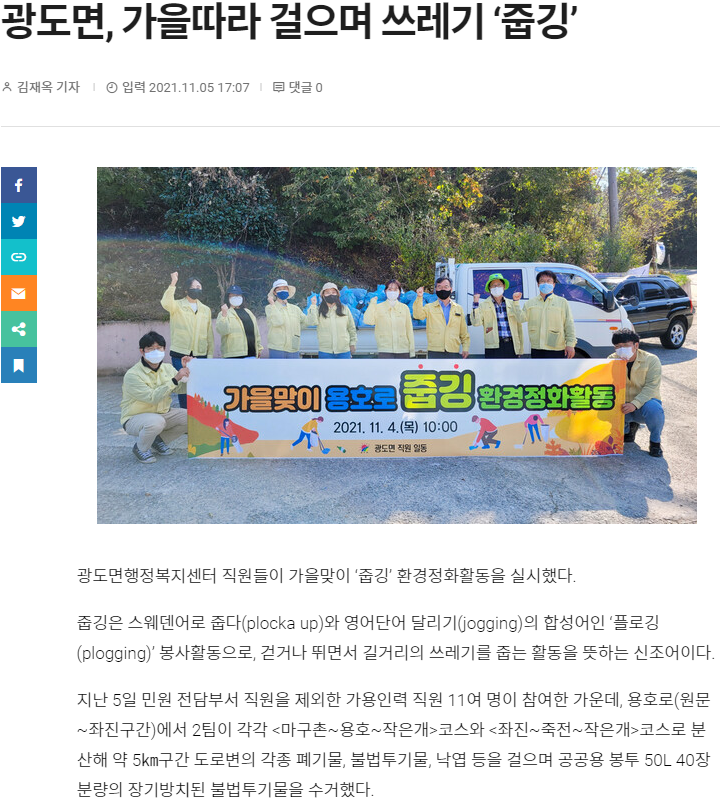 광도면, 가을따라 걸으며 쓰레기 ‘줍깅’
김재옥 기자 입력 2021.11.05 17:07 댓글 0
가을맞이 용호로 줍깅 환경정화활동
2021. 11. 4.(목) 10:00
광도면 직원 일동
광도면행정복지센터 직원들이 가을맞이 ‘줍깅’ 환경정화활동을 실시했다.
줍깅은 스웨덴어로 줍다(plocka up)와 영어단어 달리기(jogging)의 합성어인 ‘플로깅
(plogging)’ 봉사활동으로, 걷거나 뛰면서 길거리의 쓰레기를 줍는 활동을 뜻하는 신조어이다.
지난 5일 민원 전담부서 직원을 제외한 가용인력 직원 11여 명이 참여한 가운데, 용호로(원문
~좌진구간)에서 2팀이 각각 <마구촌~용호~작은개>코스와 <좌진~죽전~작은개>코스로 분
산해 약 5㎞구간 도로변의 각종 폐기물, 불법투기물, 낙엽 등을 걸으며 공공용 봉투 50L 40장
분량의 장기방치된 불법투기물을 수거했다.